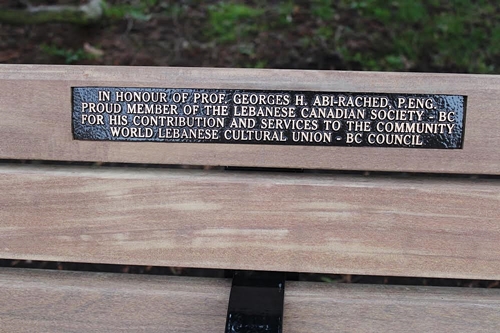 IN HONOUR OF PROF. GEORGES H. ABI-RACHED, P.ENG.
PROUD MEMBER OF THE LEBANESE CANADIAN SOCIETY - BC
FOR HIS CONTRIBUTION AND SERVICES TO THE COMMUNITY
WORLD LEBANESE CULTURAL UNION - BC COUNCIL